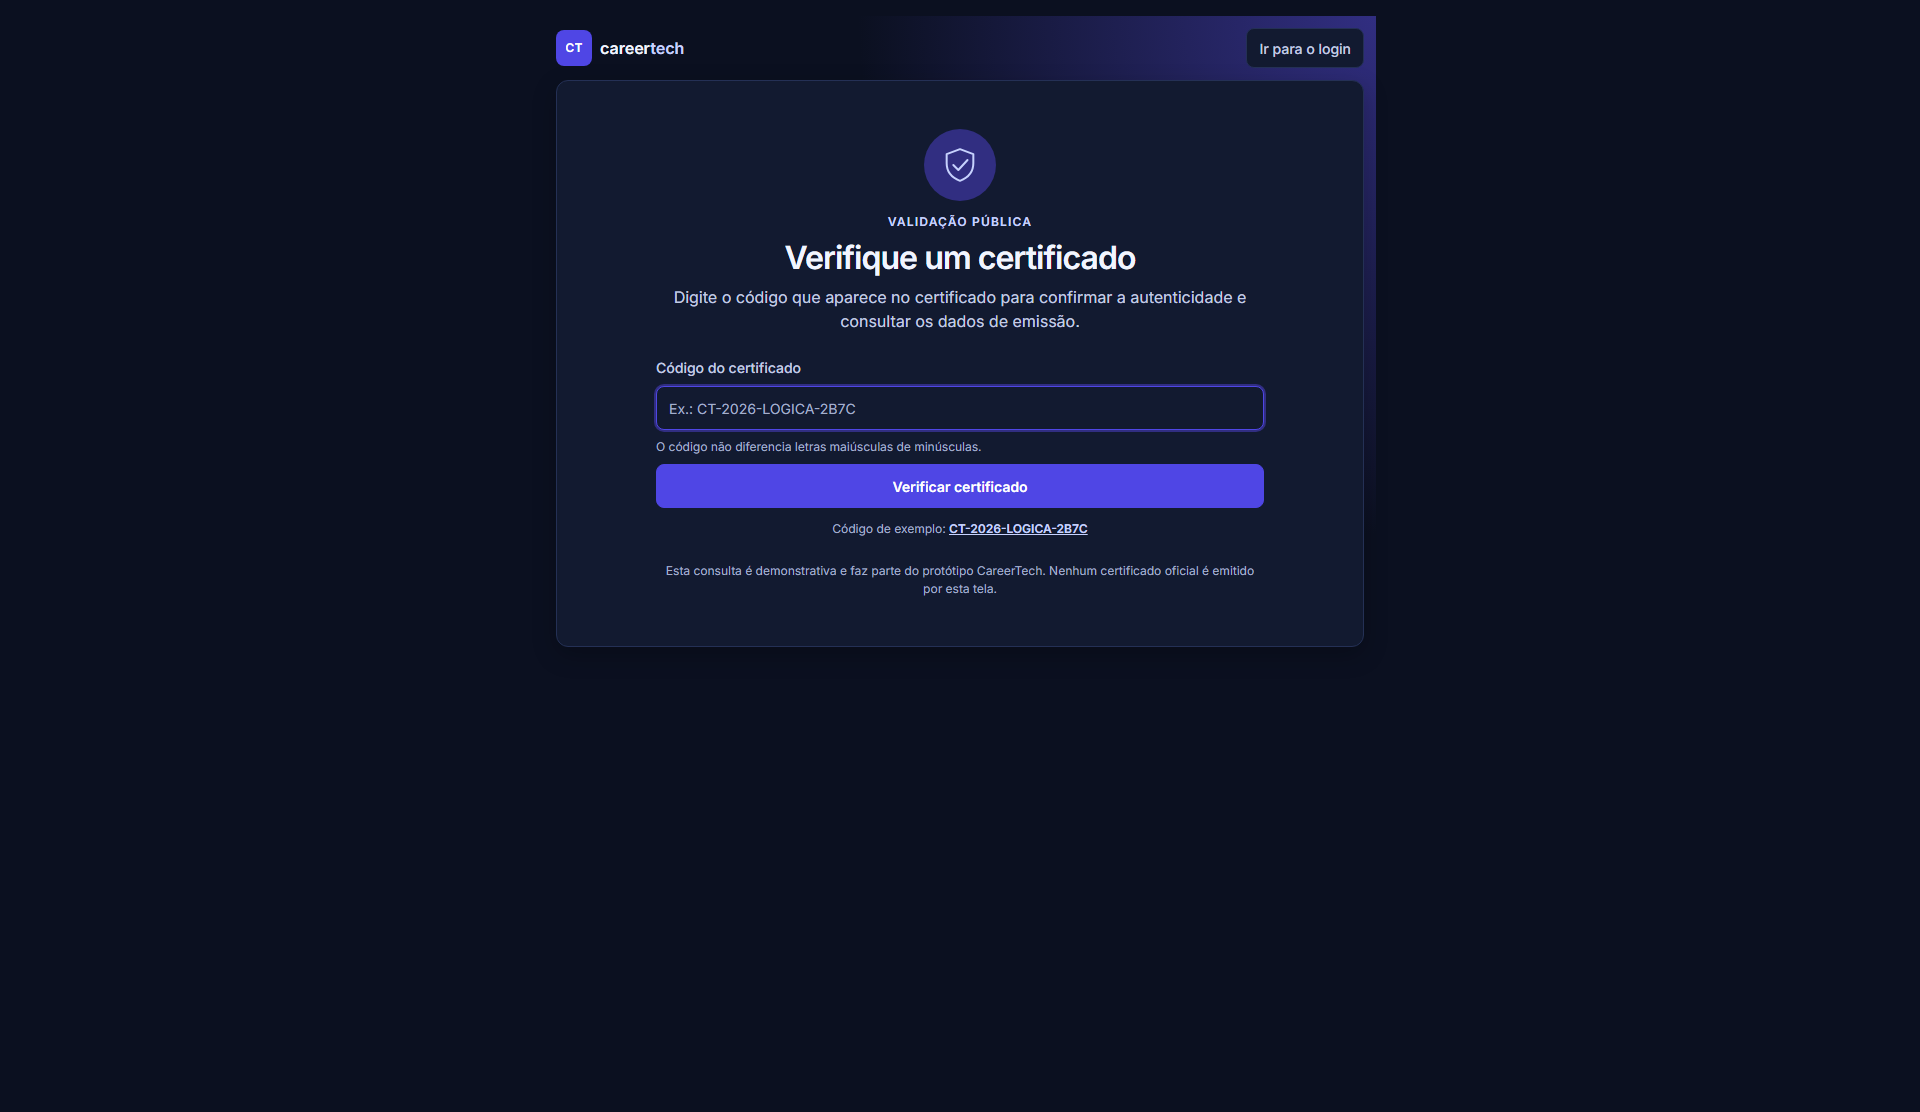 CT careertech
Ir para o login
VALIDAÇÃO PÚBLICA
Verifique um certificado
Digite o código que aparece no certificado para confirmar a autenticidade e
consultar os dados de emissão.
Código do certificado
Ex.: CT-2026-LOGICA-2B7C
O código não diferencia letras maiúsculas de minúsculas.
Verificar certificado
Código de exemplo: CT-2026-LOGICA-2B7C
Esta consulta é demonstrativa e faz parte do protótipo CareerTech. Nenhum certificado oficial é emitido
por esta tela.